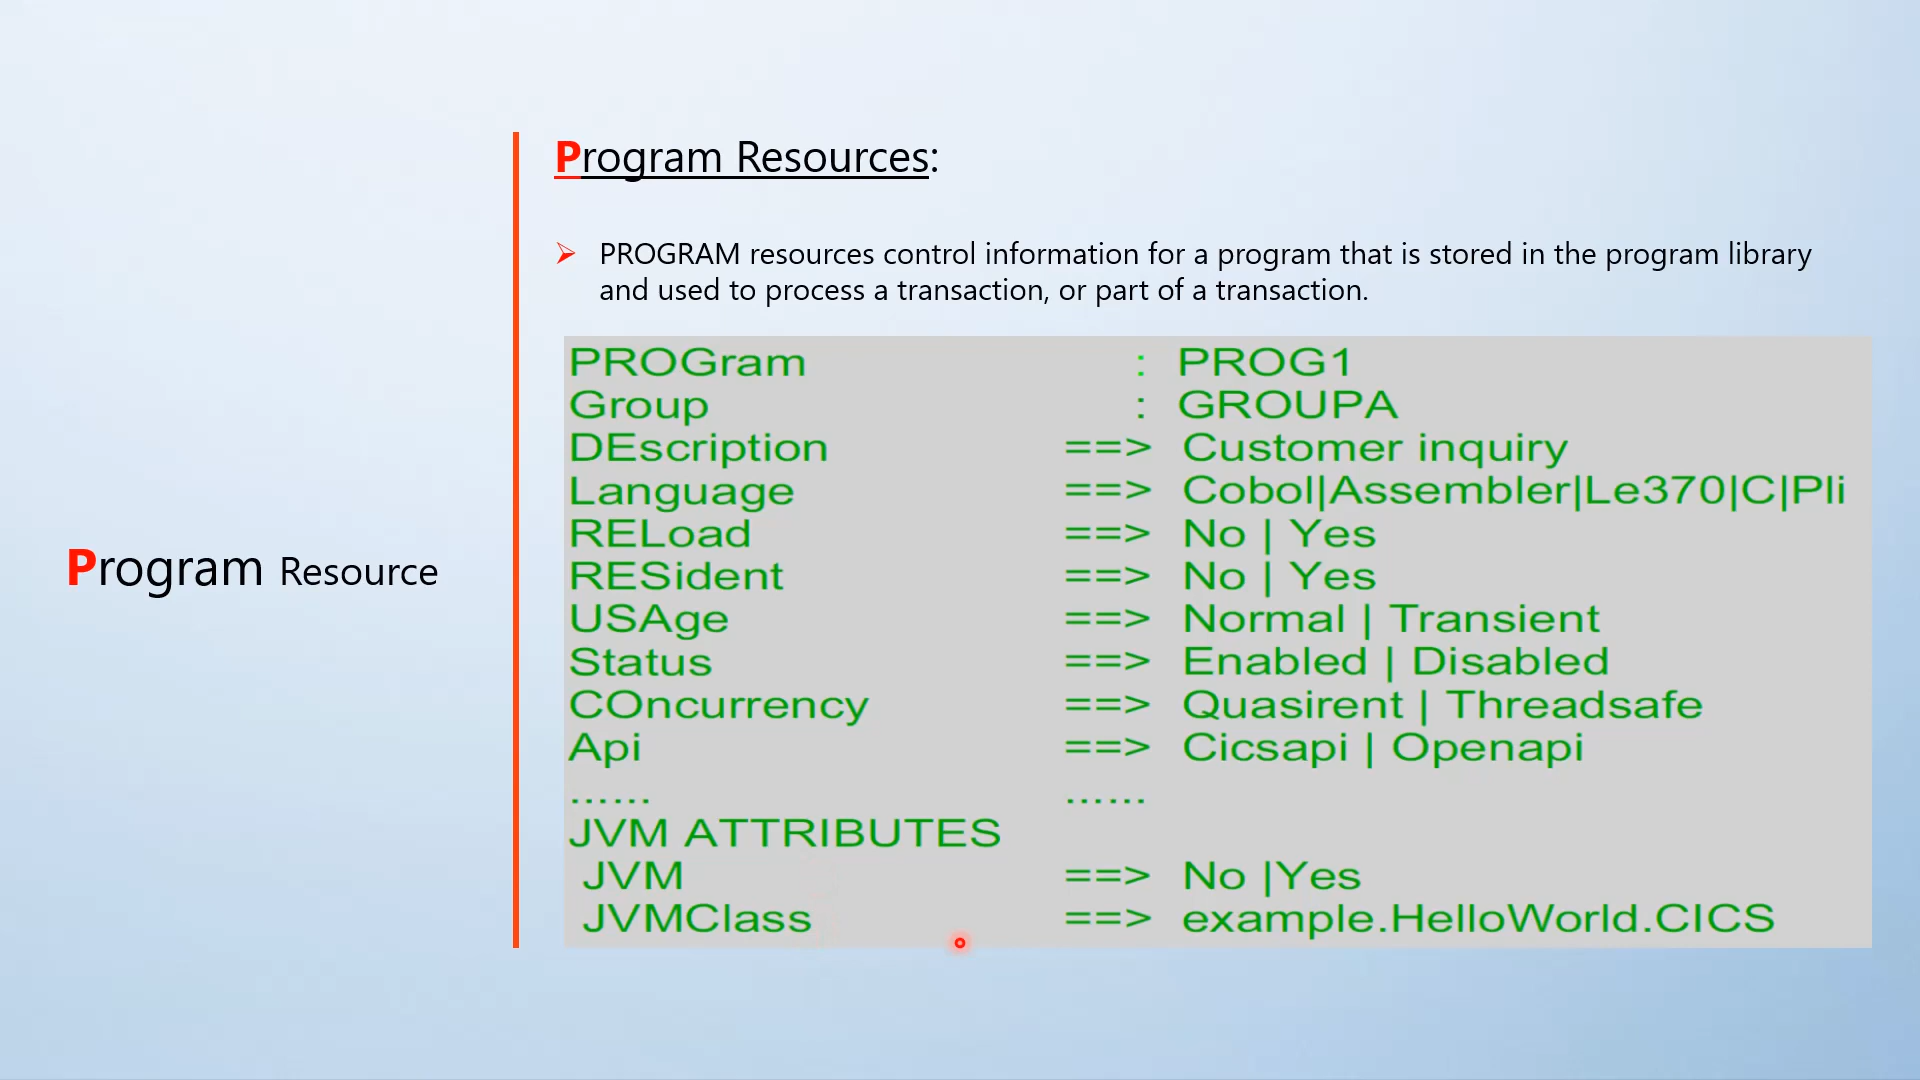 Program Resource
Program Resources:
➢ PROGRAM resources control information for a program that is stored in the program library
and used to process a transaction, or part of a transaction.
PROGram : PROG1
Group : GROUPA
DEscription ==> Customer inquiry
Language ==> Cobol|Assembler|Le370|C|Pli
RELoad ==> No | Yes
RESident ==> No | Yes
USAge ==> Normal | Transient
Status ==> Enabled | Disabled
COncurrency ==> Quasirent | Threadsafe
Api ==> Cicsapi | Openapi
...... ......
JVM ATTRIBUTES
JVM ==> No |Yes
JVMClass ==> example.HelloWorld.CICS